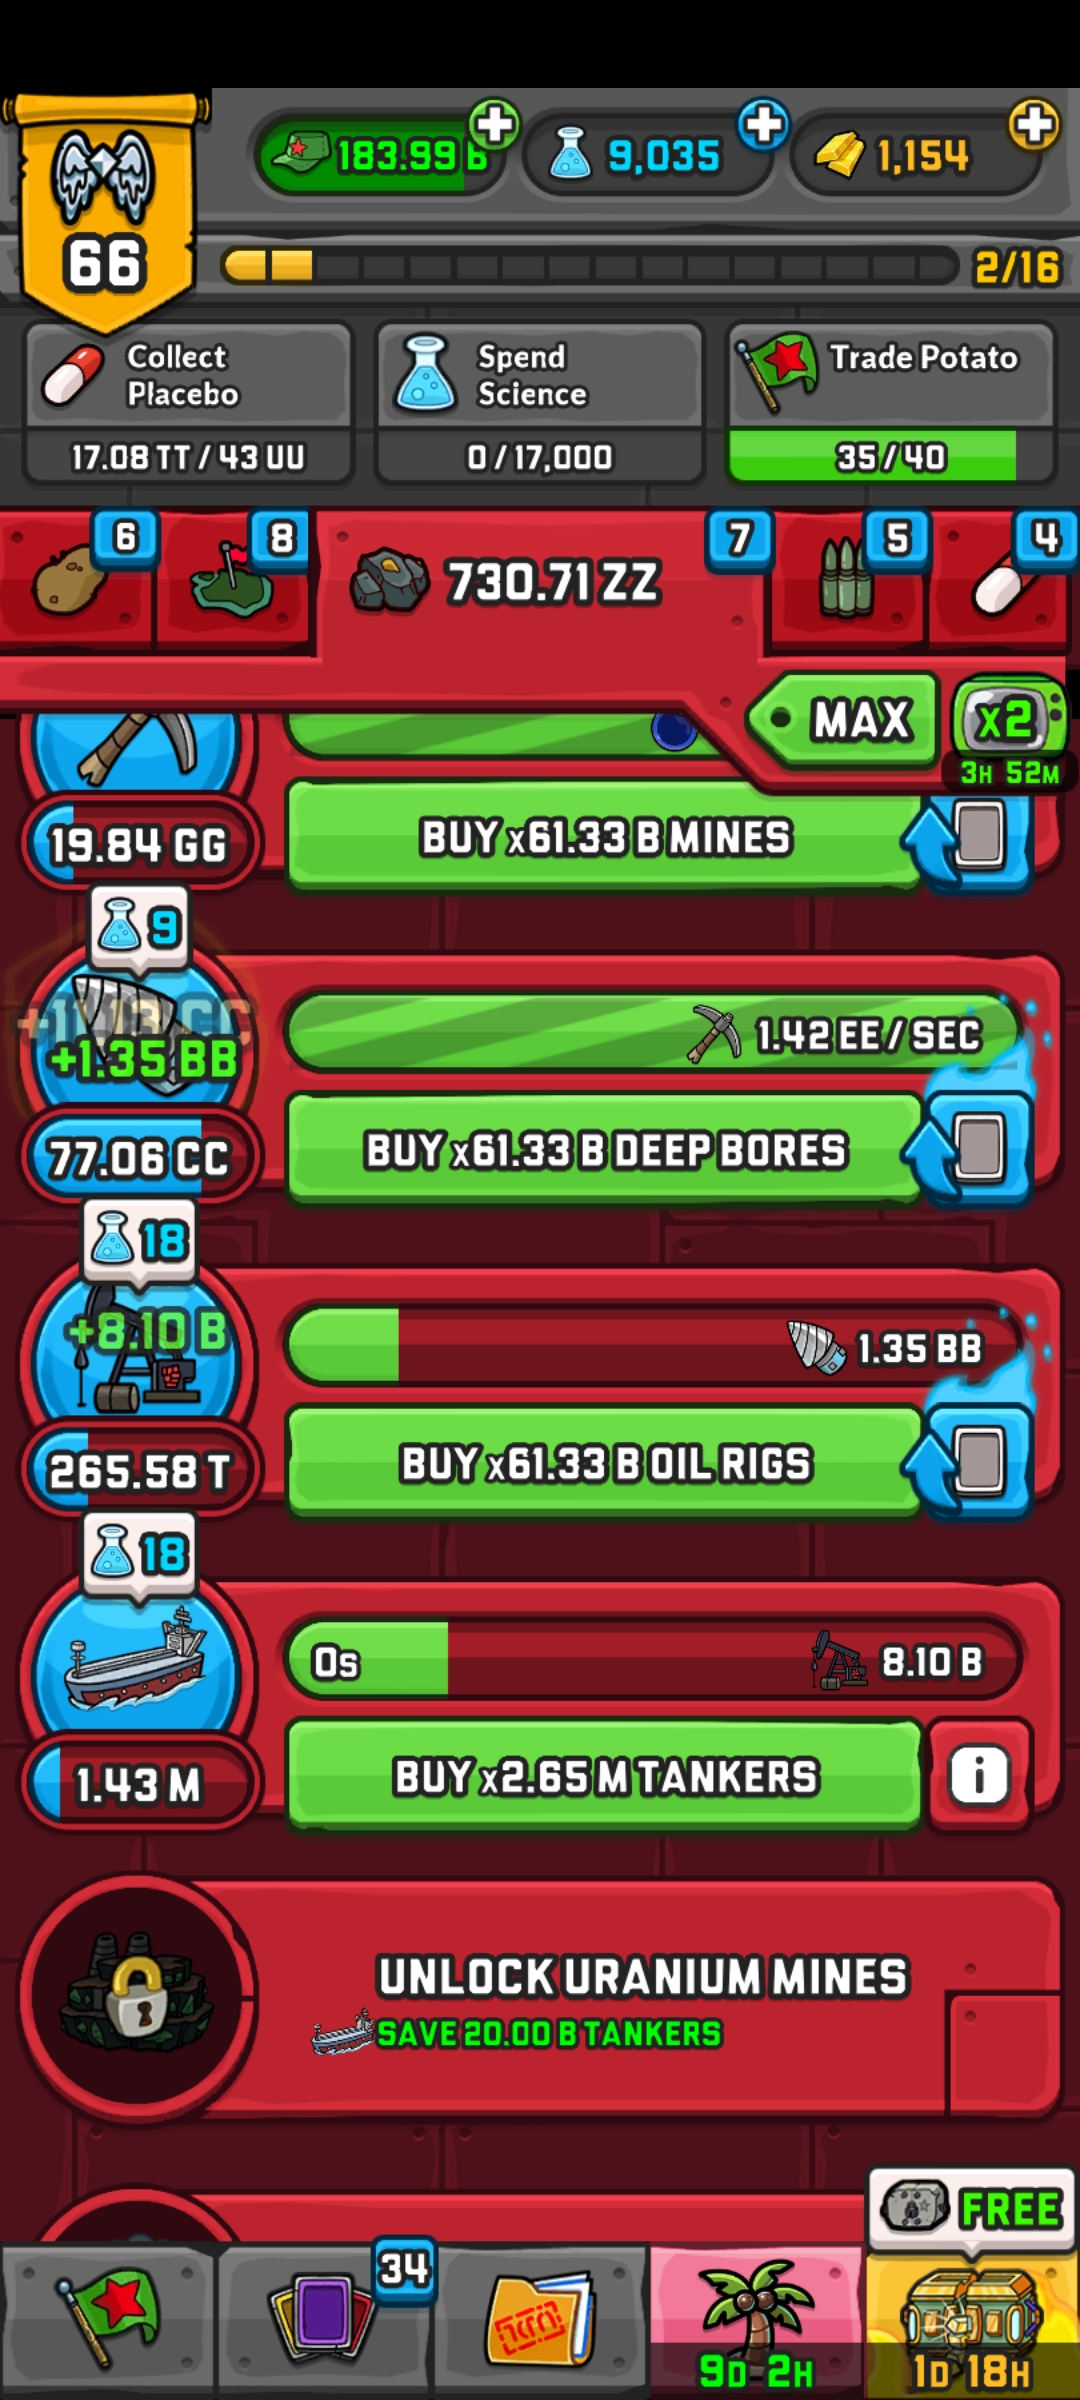 183.99 B
9,035
1,154
66
2/16
Collect
Placebo
17.08 TT / 43 UU
Spend
Science
0 / 17,000
Trade Potato
35 / 40
6
8
730.71 ZZ
7
5
4
MAX
x2
3H 52M
19.84 GG
BUY x61.33 B MINES
9
+1.35 BB
1.42 EE / SEC
77.06 CC
BUY x61.33 B DEEP BORES
18
+8.10 B
1.35 BB
265.58 T
BUY x61.33 B OIL RIGS
18
0s
8.10 B
1.43 M
BUY x2.65 M TANKERS
i
UNLOCK URANIUM MINES
SAVE 20.00 B TANKERS
FREE
34
9D 2H
1D 18H